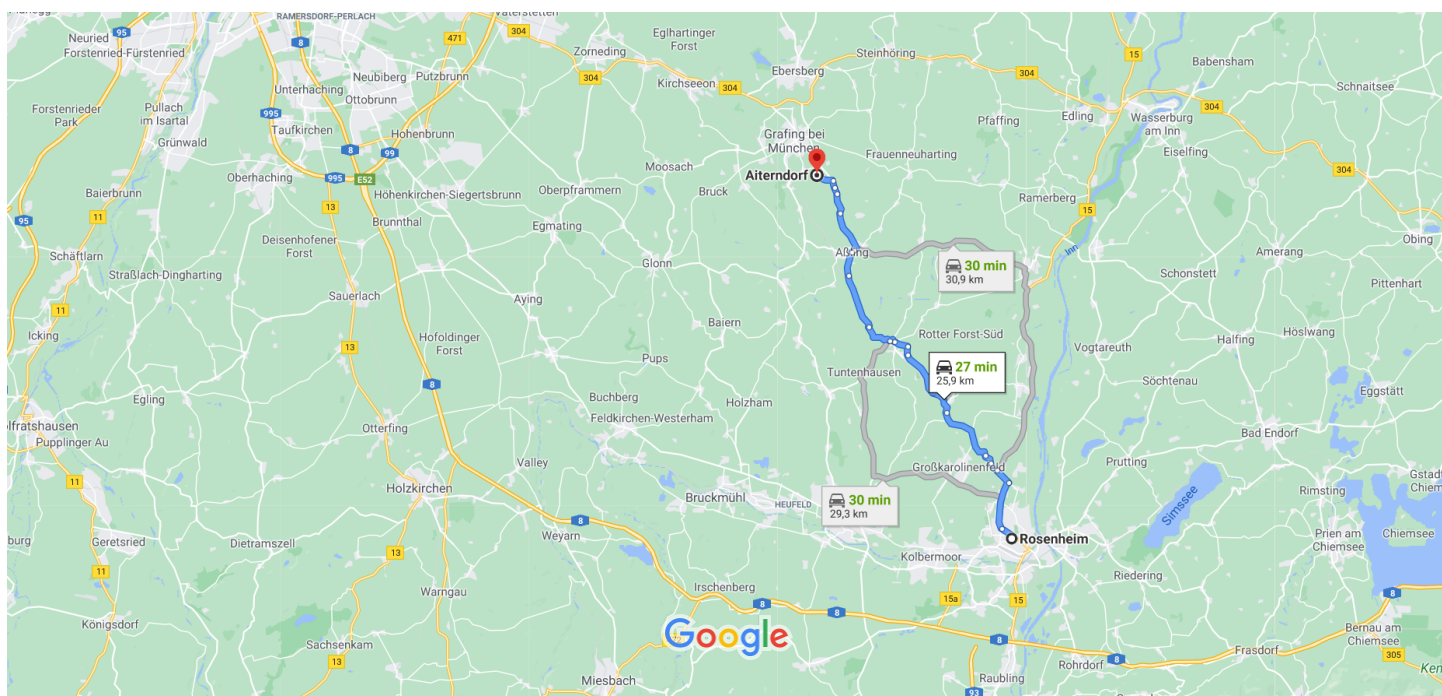 RAMERSDORF-PERLACH
Vaterstetten
95
8
471
304
Neuried
Forstenried-Fürstenried
Zorneding
Eglhartinger
Forst
Steinhöring
15
Babensham
Ebersberg
304
Kirchseeon
304
304
Schnaitsee
Neubiberg
Putzbrunn
Unterhaching
Ottobrunn
Forstenrieder
Park
Pullach
im Isartal
995
Taufkirchen
Hohenbrunn
Grünwald
8
99
Pfaffing
Edling
Wasserburg
am Inn
304
Grafing bei
München
Eiselfing
Frauenneuharting
Moosach
Aiterndorf
304
Oberhaching
995
E52
Baierbrunn
Höhenkirchen-Siegertsbrunn
Oberpframmern
Bruck
Ramerberg
13
11
95
Brunnthal
15
Egmating
Deisenhofener
Forst
Obing
Schäftlarn
Aßling
Inn
Amerang
Glonn
30 min
30,9 km
Straßlach-Dingharting
Schonstett
Pittenhart
Sauerlach
Aying
11
Icking
Baiern
Hofoldinger
Forst
Rotter Forst-Süd
Höslwang
Halfing
13
Vogtareuth
Pups
27 min
25,9 km
Tuntenhausen
8
Söchtenau
Eggstätt
Egling
Buchberg
Holzham
Feldkirchen-Westerham
Otterfing
Pupplinger Au
Bad Endorf
Valley
Großkarolinenfeld
Prutting
11
Holzkirchen
Bruckmühl
HEUFELD
30 min
29,3 km
Simssee
Rimsting
8
Weyarn
Prien am
Chiemsee
Chiemsee
Geretsried
Dietramszell
Rosenheim
13
Kolbermoor
Riedering
Irschenberg
Warngau
15a
15
8
8
8
Königsdorf
Google
8
Bernau am
Chiemsee
Sachsenkam
13
Frasdorf
305
Rohrdorf
8
Miesbach
Raubling
93